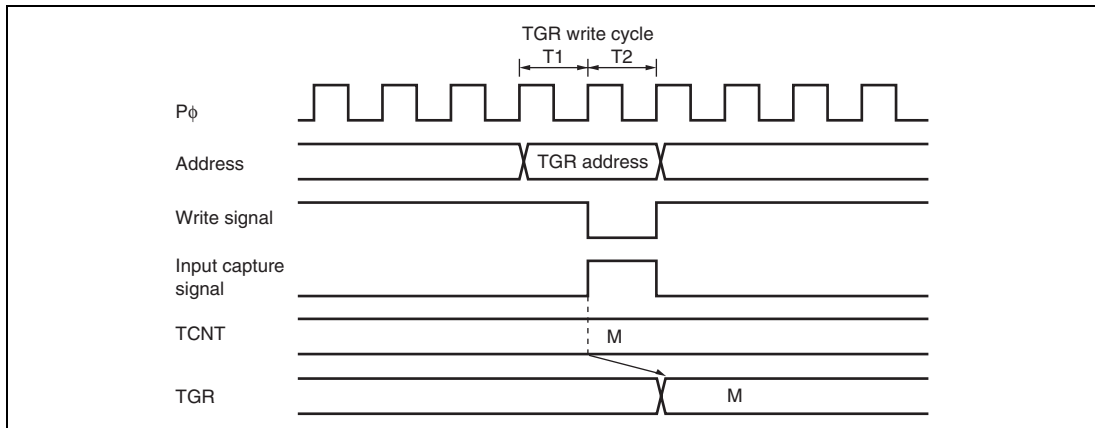 TGR write cycle
T1 T2
Pϕ
Address TGR address
Write signal
Input capture
signal
TCNT M
TGR M